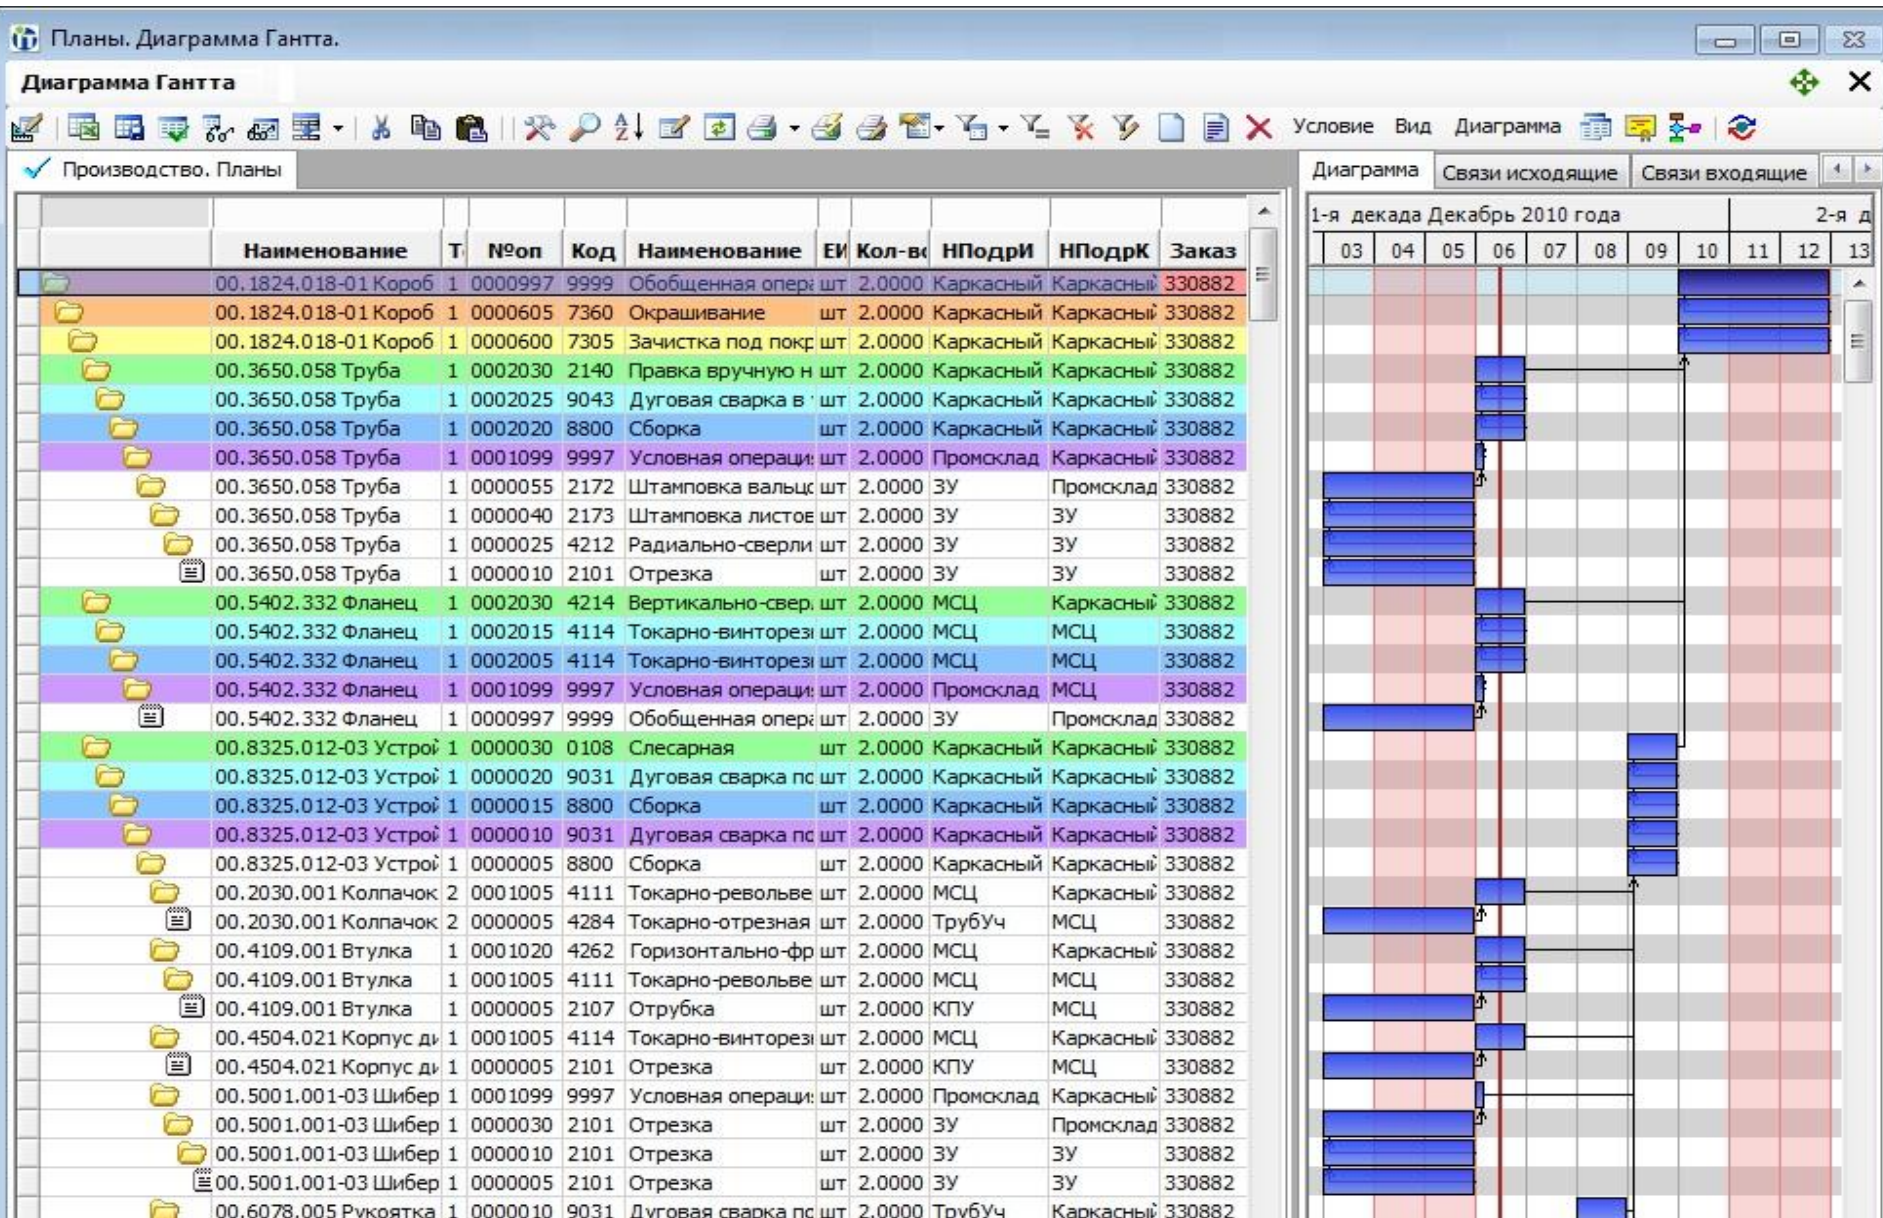 Планы. Диаграмма Гантта.
Диаграмма Гантта
Условие Вид Диаграмма
Производство. Планы
Диаграмма Связи исходящие Связи входящие
1-я декада Декабрь 2010 года 2-я д
Наименование Т №оп Код Наименование ЕИ Кол-во НПодрИ НПодрК Заказ 03 04 05 06 07 08 09 10 11 12 13
00.1824.018-01 Короб 1 0000997 9999 Обобщенная опера шт 2.0000 Каркасный Каркасный 330882
00.1824.018-01 Короб 1 0000605 7360 Окрашивание шт 2.0000 Каркасный Каркасный 330882
00.1824.018-01 Короб 1 0000600 7305 Зачистка под покр шт 2.0000 Каркасный Каркасный 330882
00.3650.058 Труба 1 0002030 2140 Правка вручную н шт 2.0000 Каркасный Каркасный 330882
00.3650.058 Труба 1 0002025 9043 Дуговая сварка в шт 2.0000 Каркасный Каркасный 330882
00.3650.058 Труба 1 0002020 8800 Сборка шт 2.0000 Каркасный Каркасный 330882
00.3650.058 Труба 1 0001099 9997 Условная операци шт 2.0000 Промсклад Каркасный 330882
00.3650.058 Труба 1 0000055 2172 Штамповка вальцо шт 2.0000 ЗУ Промсклад 330882
00.3650.058 Труба 1 0000040 2173 Штамповка листов шт 2.0000 ЗУ ЗУ 330882
00.3650.058 Труба 1 0000025 4212 Радиально-сверли шт 2.0000 ЗУ ЗУ 330882
00.3650.058 Труба 1 0000010 2101 Отрезка шт 2.0000 ЗУ ЗУ 330882
00.5402.332 Фланец 1 0002030 4214 Вертикально-свер шт 2.0000 МСЦ Каркасный 330882
00.5402.332 Фланец 1 0002015 4114 Токарно-винторез шт 2.0000 МСЦ МСЦ 330882
00.5402.332 Фланец 1 0002005 4114 Токарно-винторез шт 2.0000 МСЦ МСЦ 330882
00.5402.332 Фланец 1 0001099 9997 Условная операци шт 2.0000 Промсклад МСЦ 330882
00.5402.332 Фланец 1 0000997 9999 Обобщенная опера шт 2.0000 ЗУ Промсклад 330882
00.8325.012-03 Устрой 1 0000030 0108 Слесарная шт 2.0000 Каркасный Каркасный 330882
00.8325.012-03 Устрой 1 0000020 9031 Дуговая сварка по шт 2.0000 Каркасный Каркасный 330882
00.8325.012-03 Устрой 1 0000015 8800 Сборка шт 2.0000 Каркасный Каркасный 330882
00.8325.012-03 Устрой 1 0000010 9031 Дуговая сварка по шт 2.0000 Каркасный Каркасный 330882
00.8325.012-03 Устрой 1 0000005 8800 Сборка шт 2.0000 Каркасный Каркасный 330882
00.2030.001 Колпачок 2 0001005 4111 Токарно-револьве шт 2.0000 МСЦ Каркасный 330882
00.2030.001 Колпачок 2 0000005 4284 Токарно-отрезная шт 2.0000 ТрубУч МСЦ 330882
00.4109.001 Втулка 1 0001020 4262 Горизонтально-фр шт 2.0000 МСЦ Каркасный 330882
00.4109.001 Втулка 1 0001005 4111 Токарно-револьве шт 2.0000 МСЦ МСЦ 330882
00.4109.001 Втулка 1 0000005 2107 Отрубка шт 2.0000 КПУ МСЦ 330882
00.4504.021 Корпус ди 1 0001005 4114 Токарно-винторез шт 2.0000 МСЦ Каркасный 330882
00.4504.021 Корпус ди 1 0000005 2101 Отрезка шт 2.0000 КПУ МСЦ 330882
00.5001.001-03 Шибер 1 0001099 9997 Условная операци шт 2.0000 Промсклад Каркасный 330882
00.5001.001-03 Шибер 1 0000030 2101 Отрезка шт 2.0000 ЗУ Промсклад 330882
00.5001.001-03 Шибер 1 0000010 2101 Отрезка шт 2.0000 ЗУ ЗУ 330882
00.5001.001-03 Шибер 1 0000005 2101 Отрезка шт 2.0000 ЗУ ЗУ 330882
00.6078.005 Рукоятка 1 0000010 9031 Дуговая сварка по шт 2.0000 ТрубУч Каркасный 330882